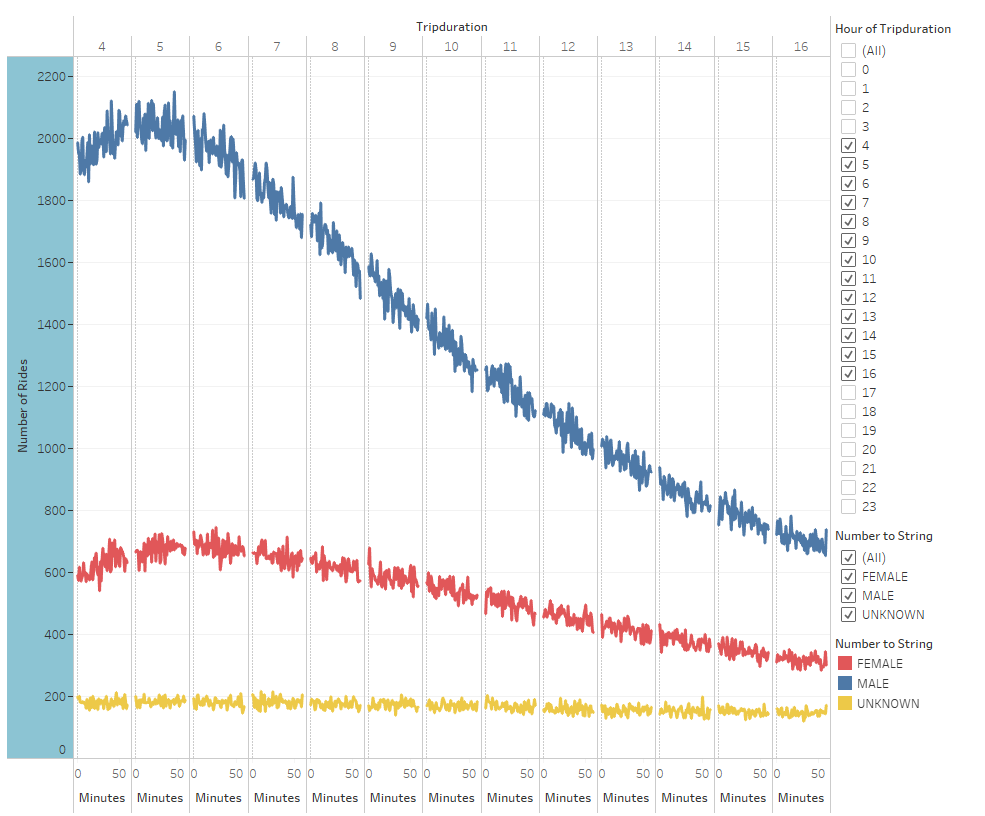 Tripduration
4 5 6 7 8 9 10 11 12 13 14 15 16
Number of Rides
2200
2000
1800
1600
1400
1200
1000
800
600
400
200
0
0 50 0 50 0 50 0 50 0 50 0 50 0 50 0 50 0 50 0 50 0 50 0 50 0 50
Minutes Minutes Minutes Minutes Minutes Minutes Minutes Minutes Minutes Minutes Minutes Minutes Minutes
Hour of Tripduration
(All)
0
1
2
3
4
5
6
7
8
9
10
11
12
13
14
15
16
17
18
19
20
21
22
23
Number to String
(All)
FEMALE
MALE
UNKNOWN
Number to String
FEMALE
MALE
UNKNOWN